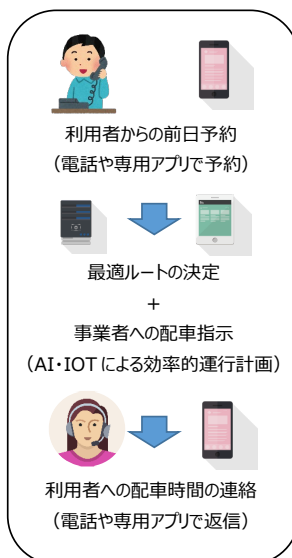 利用者からの前日予約
（電話や専用アプリで予約）
最適ルートの決定
+
事業者への配車指示
（AI・IOTによる効率的運行計画）
利用者への配車時間の連絡
（電話や専用アプリで返信）